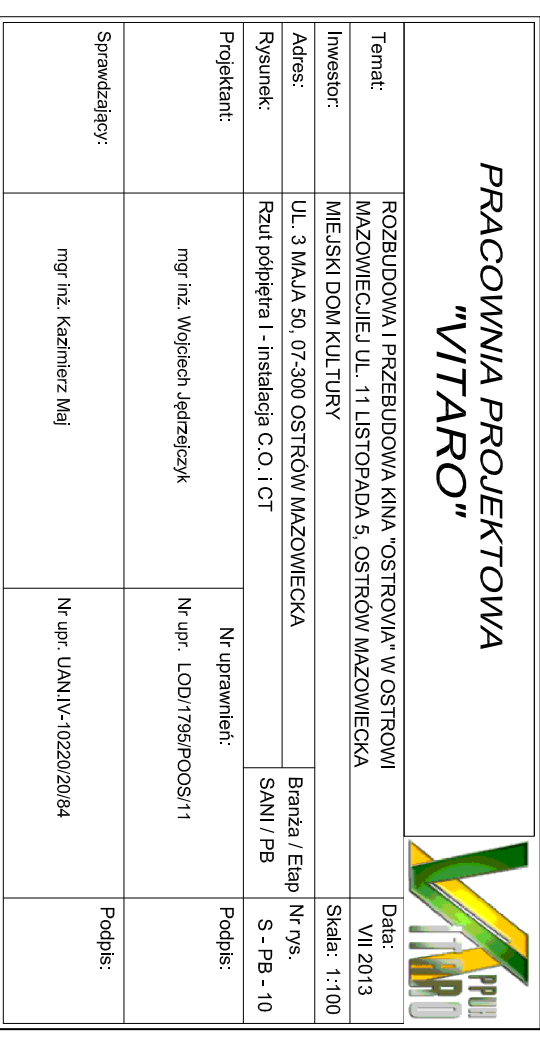 PRACOWNIA PROJEKTOWA
"VITARO"
PPUH
VITARO
Temat:
ROZBUDOWA I PRZEBUDOWA KINA "OSTROVIA" W OSTROWI
MAZOWIECJIEJ UL. 11 LISTOPADA 5, OSTRÓW MAZOWIECKA
Data:
VII 2013
Inwestor:
MIEJSKI DOM KULTURY
Skala: 1:100
Adres:
UL. 3 MAJA 50, 07-300 OSTRÓW MAZOWIECKA
Rysunek:
Rzut półpiętra I - instalacja C.O. i CT
Branża / Etap
SANI / PB
Nr rys.
S - PB - 10
Projektant:
mgr inż. Wojciech Jędrzejczyk
Nr uprawnień:
Nr upr. LOD/1795/POOS/11
Podpis:
Sprawdzający:
mgr inż. Kazimierz Maj
Nr upr. UAN.IV-10220/20/84
Podpis: